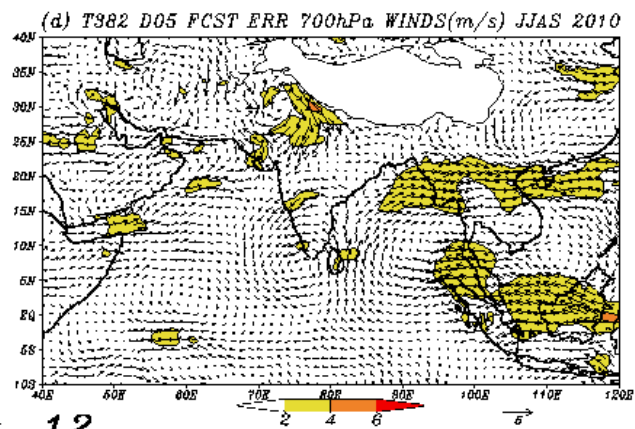 (d) T382 D05 FCST ERR 700hPa WINDS(m/s) JJAS 2010
40N
35N
30N
25N
20N
15N
10N
5N
EQ
5S
10S
40E 50E 60E 70E 80E 90E 100E 110E 120E
2 4 6
5
12